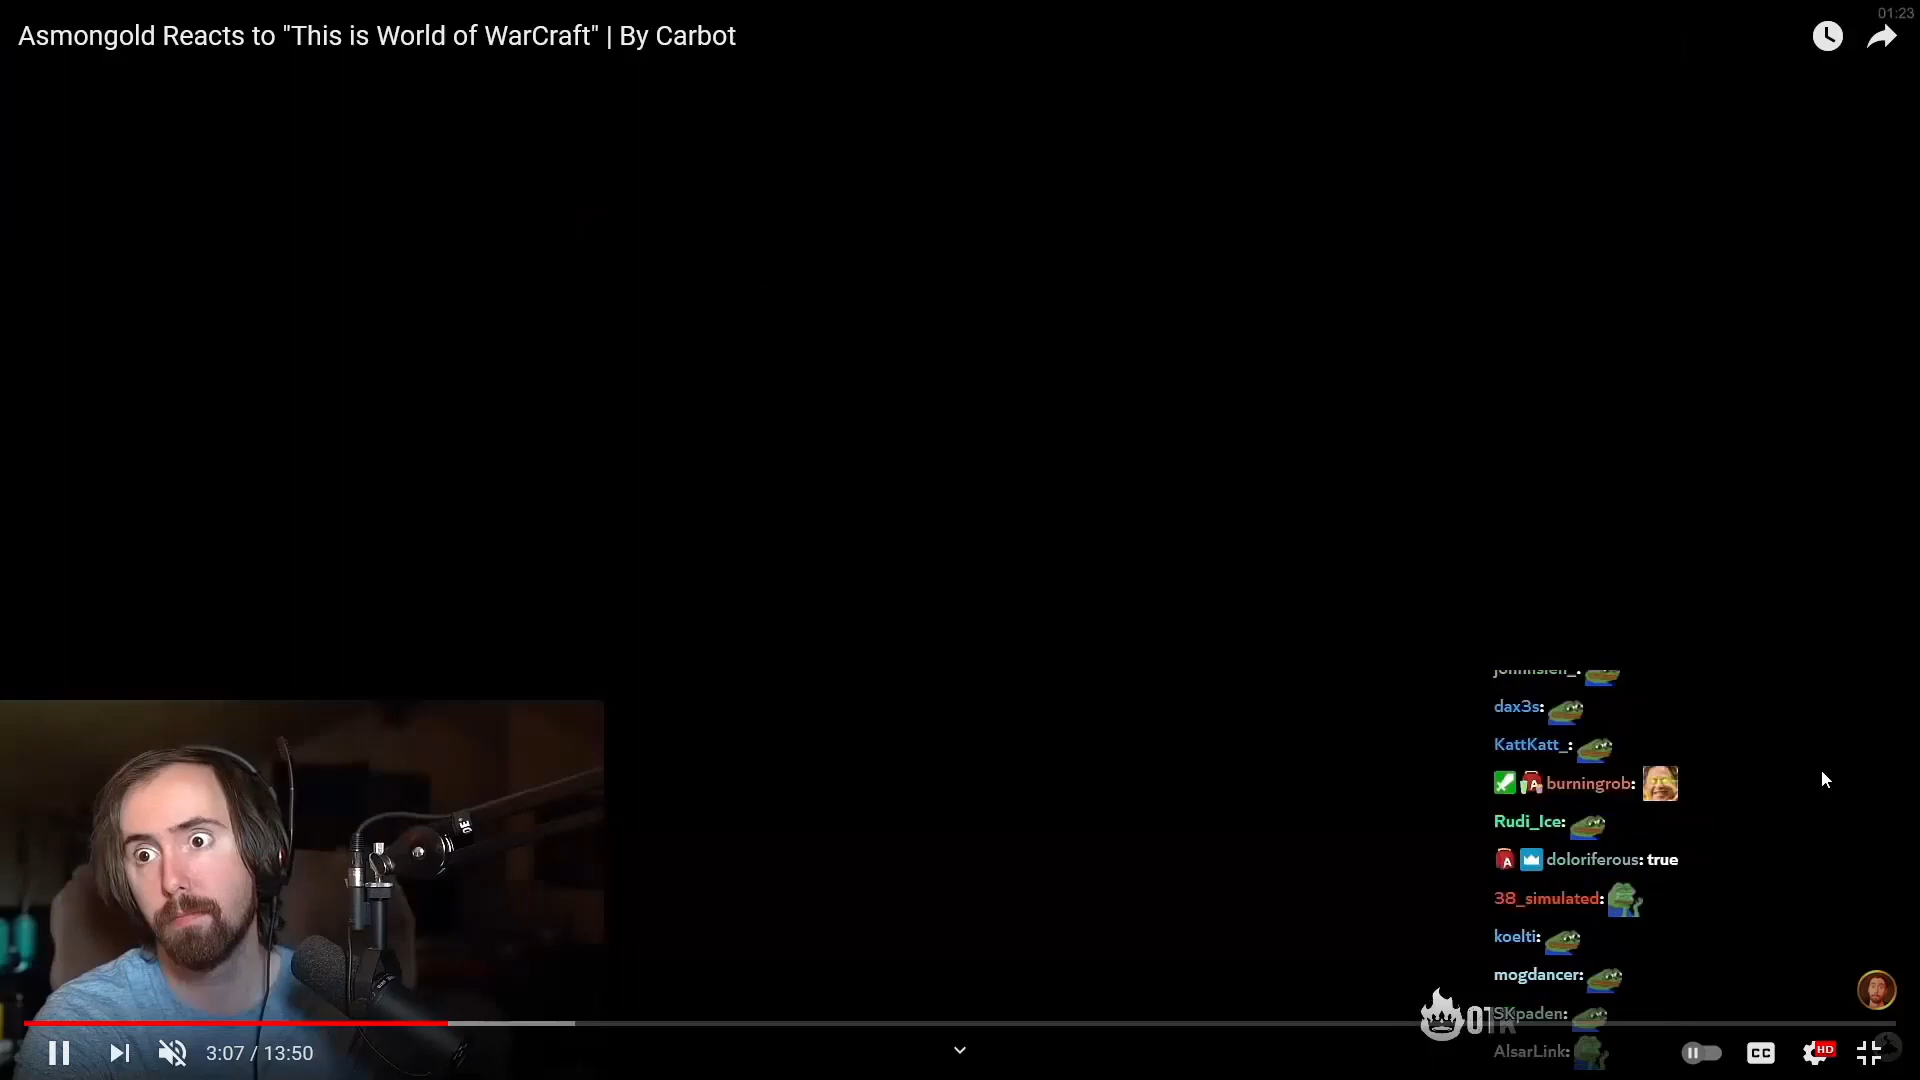 01:23
Asmongold Reacts to "This is World of WarCraft" | By Carbot
dax3s:
KattKatt_:
burningrob:
Rudi_Ice:
doloriferous: true
38_simulated:
koelti:
mogdancer:
SKpaden:
AlsarLink:
3:07 / 13:50
CC
HD